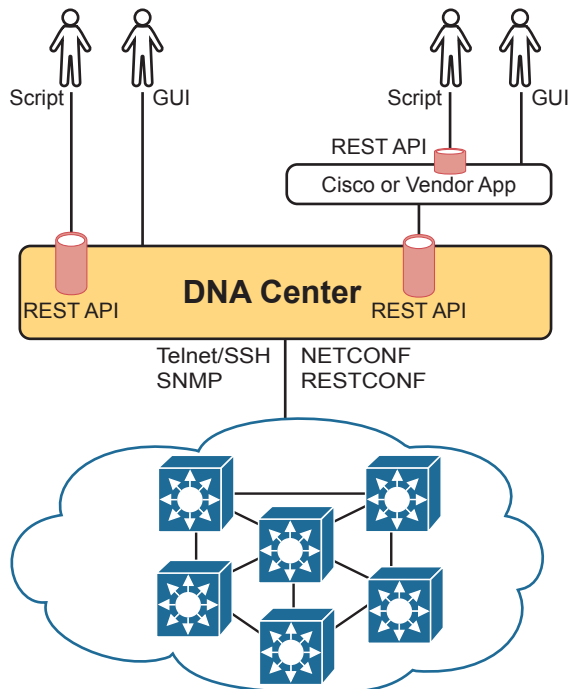 Script
GUI
Script
GUI
REST API
Cisco or Vendor App
DNA Center
REST API
REST API
Telnet/SSH
SNMP
NETCONF
RESTCONF